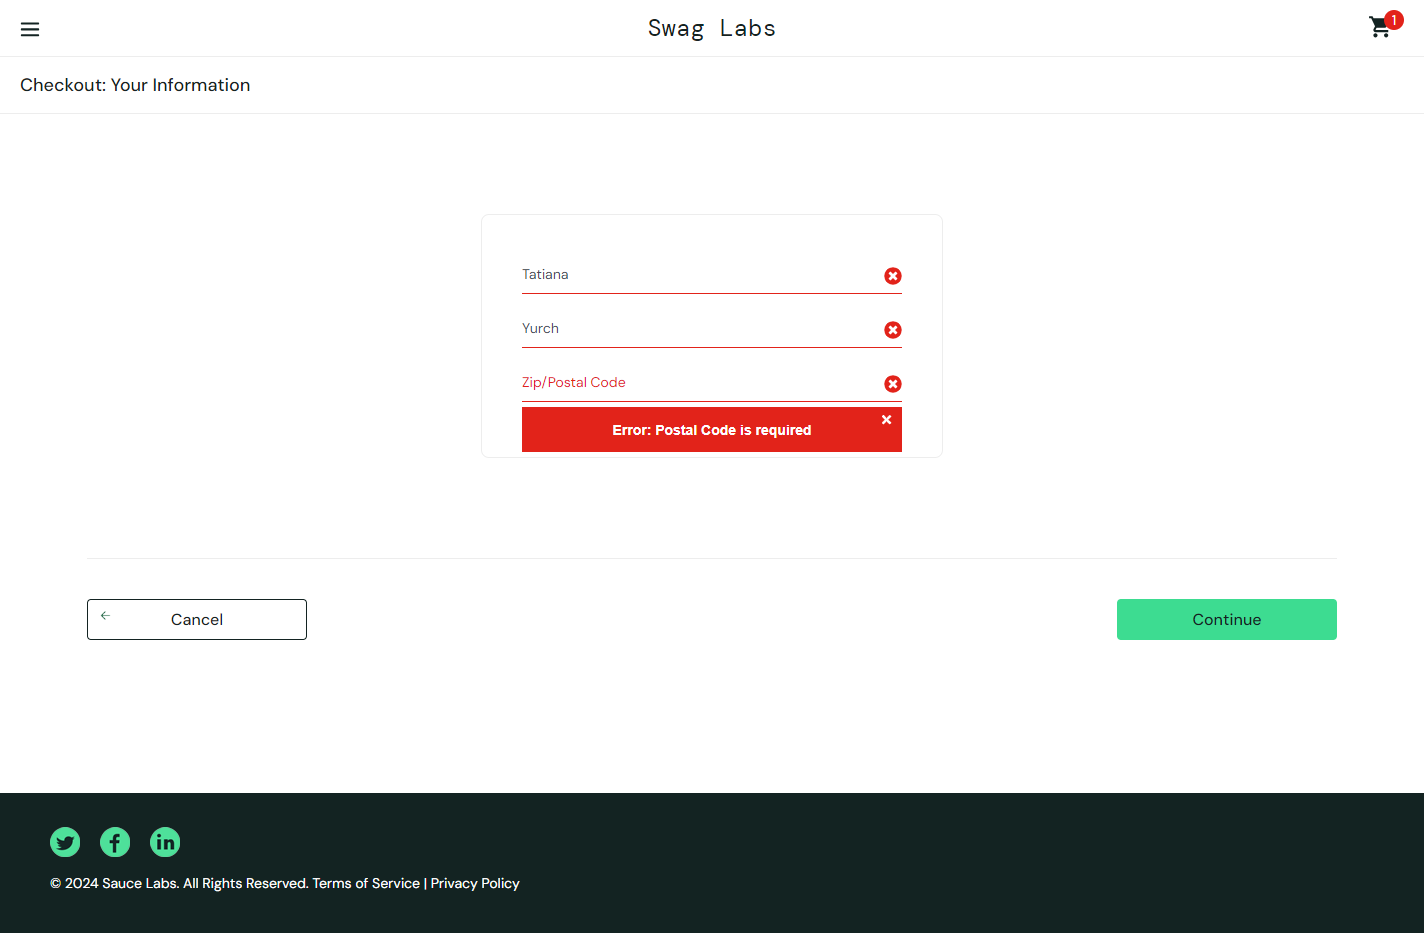 Swag Labs
1
Checkout: Your Information
Tatiana
Yurch
Zip/Postal Code
Error: Postal Code is required
Cancel
Continue
© 2024 Sauce Labs. All Rights Reserved. Terms of Service | Privacy Policy